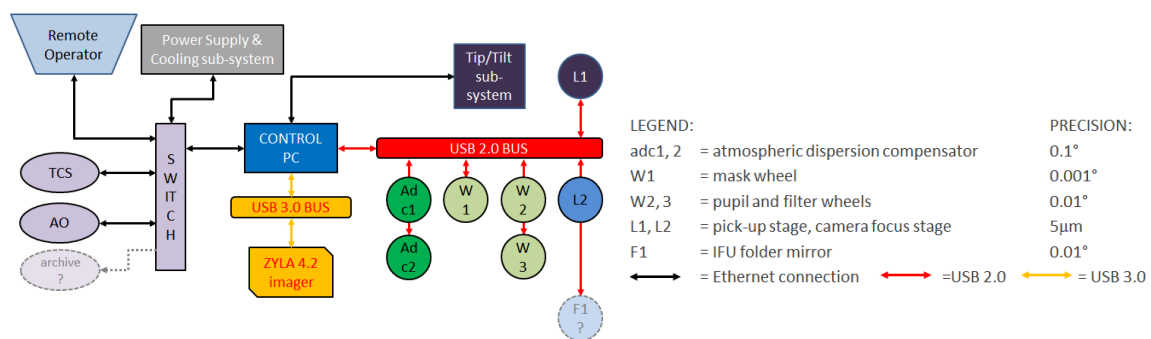 Remote
Operator
Power Supply &
Cooling sub-system
Tip/Tilt
sub-
system
L1
S
W
I
T
C
H
CONTROL
PC
USB 2.0 BUS
TCS
AO
archive
?
USB 3.0 BUS
ZYLA 4.2
imager
Ad
c1
Ad
c2
W
1
W
2
W
3
L2
F1
?
LEGEND: PRECISION:
adc1, 2 = atmospheric dispersion compensator 0.1°
W1 = mask wheel 0.001°
W2, 3 = pupil and filter wheels 0.01°
L1, L2 = pick-up stage, camera focus stage 5µm
F1 = IFU folder mirror 0.01°
= Ethernet connection =USB 2.0 = USB 3.0